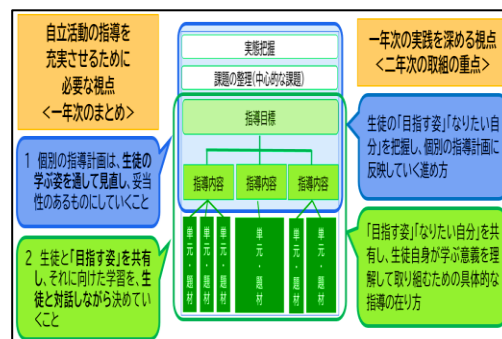 自立活動の指導を
充実させるために
必要な視点
<一年次のまとめ>
1 個別の指導計画は、生徒の
学ぶ姿を通して見直し、妥当
性のあるものにしていくこと
2 生徒と「目指す姿」を共有
し、それに向けた学習を、生
徒と対話しながら決めてい
くこと
実態把握
課題の整理(中心的な課題)
指導目標
指導内容
指導内容
指導内容
単元・題材
単元・題材
単元・題材
単元・題材
単元・題材
単元・題材
一年次の実践を深める視点
<二年次の取組の重点>
生徒の「目指す姿」「なりたい自
分」を把握し、個別の指導計画に
反映していく進め方
「目指す姿」「なりたい自分」を共
有し、生徒自身が学ぶ意義を理
解して取り組むための具体的な
指導の在り方